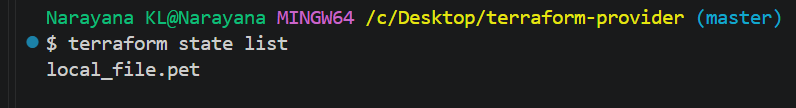 Narayana KL@Narayana MINGW64 /c/Desktop/terraform-provider (master)
$ terraform state list
local_file.pet